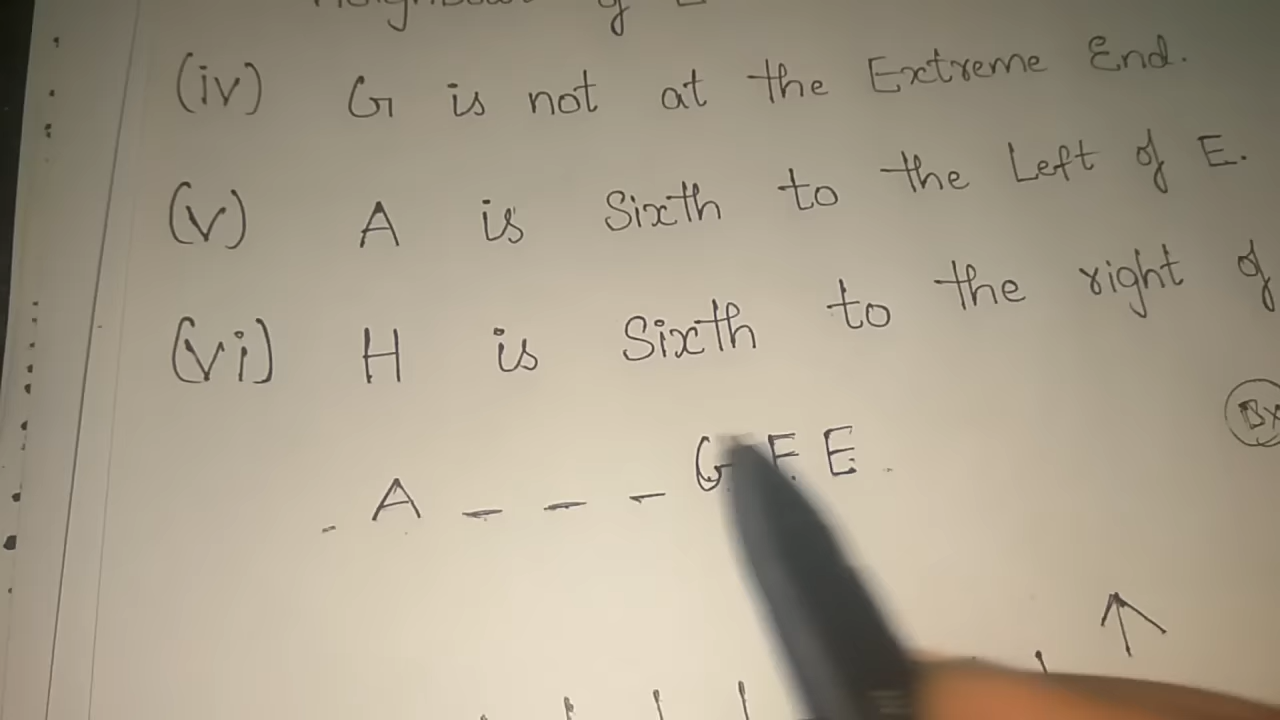 (iv) G is not at the Extreme End.
(v) A is Sixth to the Left of E.
(vi) H is Sixth to the right of
- A - - - G F E